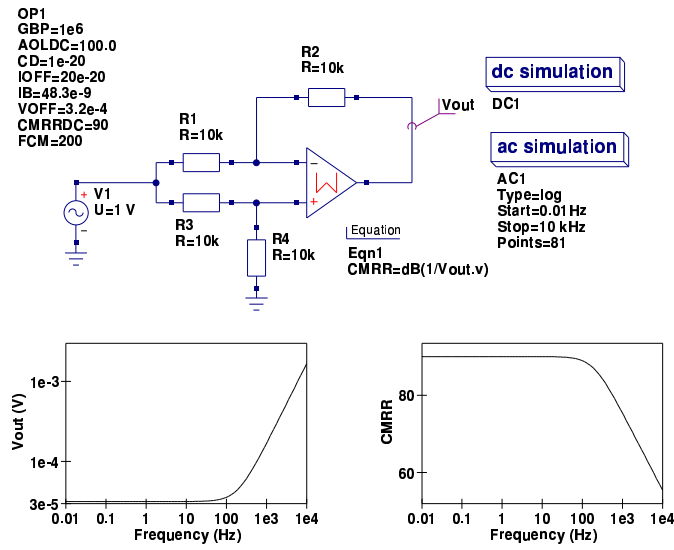 OP1
GBP=1e6
AOLDC=100.0
CD=1e-20
IOFF=20e-20
IB=48.3e-9
VOFF=3.2e-4
CMRRDC=90
FCM=200
R2
R=10k
R1
R=10k
Vout
dc simulation
DC1
ac simulation
AC1
Type=log
Start=0.01Hz
Stop=10 kHz
Points=81
−
+
+
V1
U=1 V
−
R3
R=10k
R4
R=10k
Equation
Eqn1
CMRR=dB(1/Vout.v)
Vout (V)
1e-3
1e-4
3e-5
0.01 0.1 1 10 100 1e3 1e4
Frequency (Hz)
CMRR
80
60
0.01 0.1 1 10 100 1e3 1e4
Frequency (Hz)